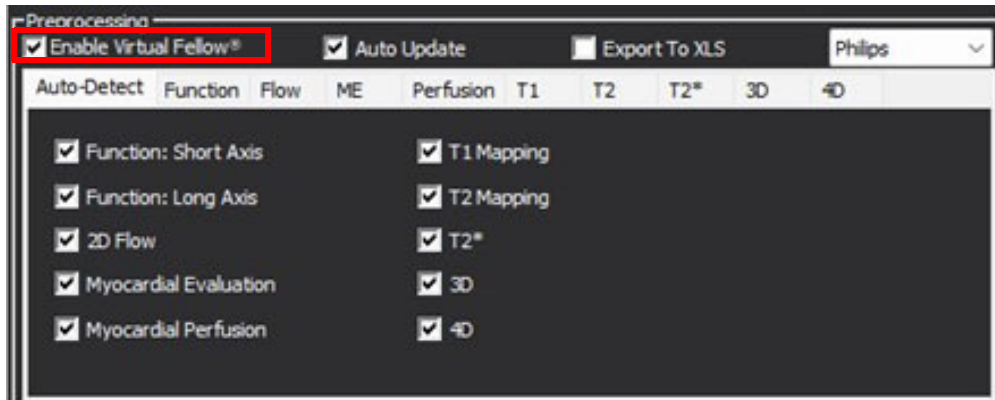 Preprocessing
Enable Virtual Fellow® Auto Update Export To XLS Philips
Auto-Detect Function Flow ME Perfusion T1 T2 T2* 3D 4D
Function: Short Axis T1 Mapping
Function: Long Axis T2 Mapping
2D Flow T2*
Myocardial Evaluation 3D
Myocardial Perfusion 4D